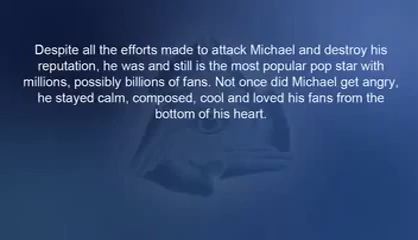 Despite all the efforts made to attack Michael and destroy his
reputation, he was and still is the most popular pop star with
millions, possibly billions of fans. Not once did Michael get angry,
he stayed calm, composed, cool and loved his fans from the
bottom of his heart.